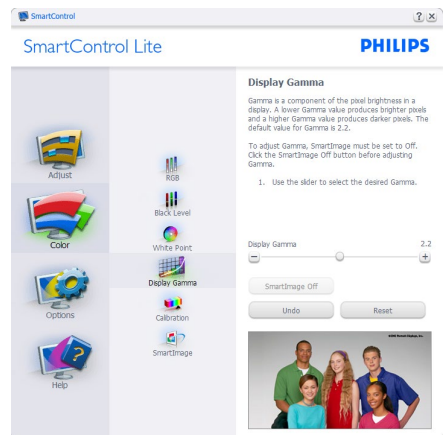 SmartControl
SmartControl Lite
PHILIPS
Adjust
Color
Options
Help
RGB
Black Level
White Point
Display Gamma
Calibration
SmartImage
Display Gamma
Gamma is a component of the pixel brightness in a
display. A lower Gamma value produces brighter pixels
and a higher Gamma value produces darker pixels. The
default value for Gamma is 2.2.
To adjust Gamma, SmartImage must be set to Off.
Click the SmartImage Off button before adjusting
Gamma.
1. Use the slider to select the desired Gamma.
Display Gamma 2.2
SmartImage Off
Undo Reset